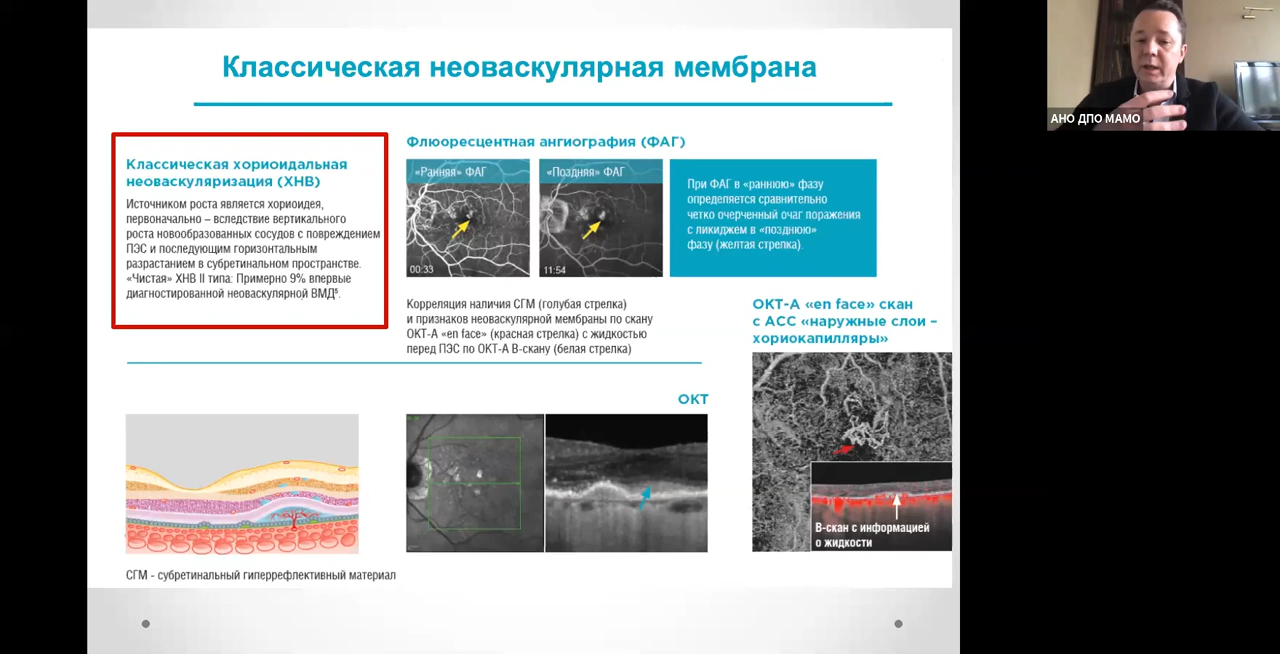 Классическая неоваскулярная мембрана
Классическая хориоидальная
неоваскуляризация (ХНВ)
Источником роста является хориоидея,
первоначально – вследствие вертикального
роста новообразованных сосудов с повреждением
ПЭС и последующим горизонтальным
разрастанием в субретинальном пространстве.
«Чистая» ХНВ II типа: Примерно 9% впервые
диагностированной неоваскулярной ВМД⁵.
Флюоресцентная ангиография (ФАГ)
«Ранняя» ФАГ
00:33
«Поздняя» ФАГ
11:54
При ФАГ в «раннюю» фазу
определяется сравнительно
четко очерченный очаг поражения
с ликиджем в «позднюю»
фазу (желтая стрелка).
Корреляция наличия СГМ (голубая стрелка)
и признаков неоваскулярной мембраны по скану
ОКТ-А «en face» (красная стрелка) с жидкостью
перед ПЭС по ОКТ-А В-скану (белая стрелка)
ОКТ-А «en face» скан
с АСС «наружные слои –
хориокапилляры»
ОКТ
В-скан с информацией
о жидкости
СГМ - субретинальный гиперрефлективный материал
АНО ДПО МАМО